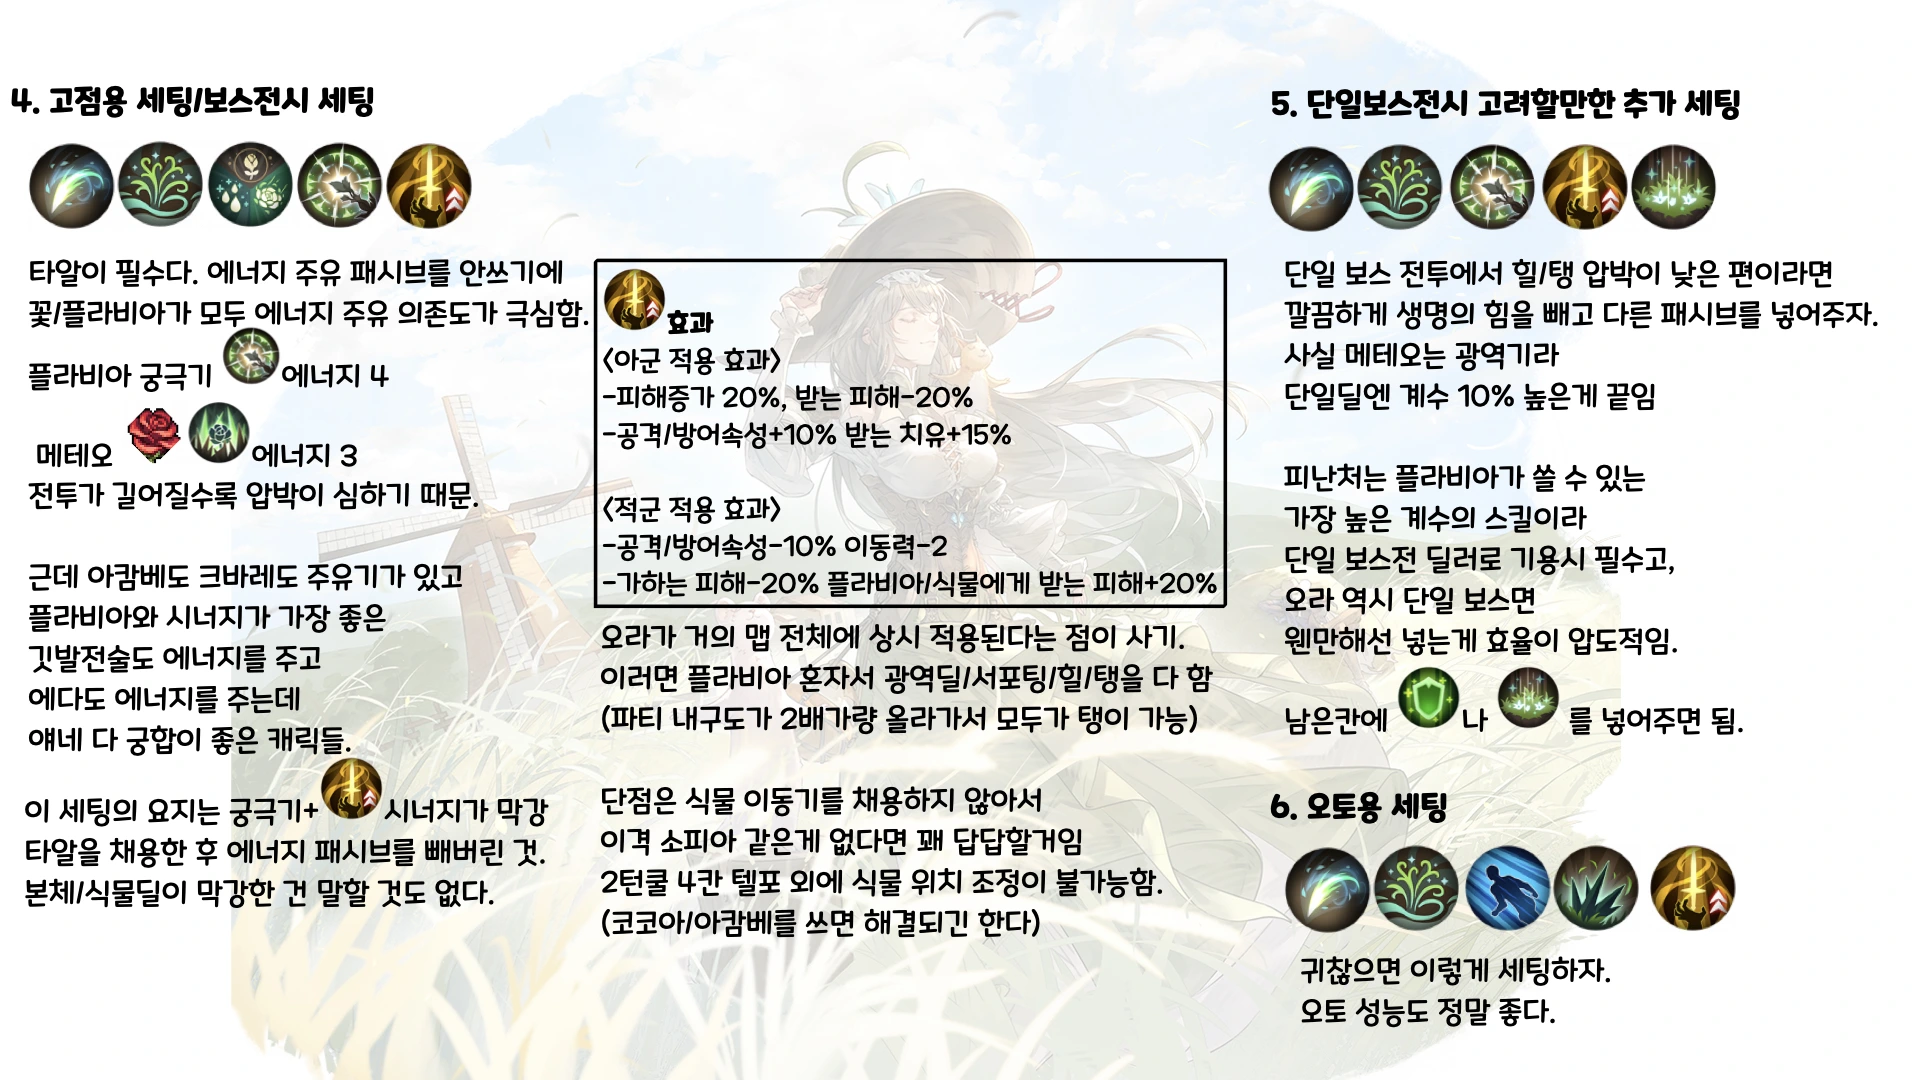 4. 고점용 세팅/보스전시 세팅
타알이 필수다. 에너지 주유 패시브를 안쓰기에
꽃/플라비아가 모두 에너지 주유 의존도가 극심함.
플라비아 궁극기 에너지 4
메테오 에너지 3
전투가 길어질수록 압박이 심하기 때문.
근데 아캄베도 크바레도 주유기가 있고
플라비아와 시너지가 가장 좋은
깃발전술도 에너지를 주고
에다도 에너지를 주는데
얘네 다 궁합이 좋은 캐릭들.
이 세팅의 요지는 궁극기+ 시너지가 막강
타알을 채용한 후 에너지 패시브를 빼버린 것.
본체/식물딜이 막강한 건 말할 것도 없다.
효과
<아군 적용 효과>
-피해증가 20%, 받는 피해-20%
-공격/방어속성+10% 받는 치유+15%
<적군 적용 효과>
-공격/방어속성-10% 이동력-2
-가하는 피해-20% 플라비아/식물에게 받는 피해+20%
오라가 거의 맵 전체에 상시 적용된다는 점이 사기.
이러면 플라비아 혼자서 광역딜/서포팅/힐/탱을 다 함
(파티 내구도가 2배가량 올라가서 모두가 탱이 가능)
단점은 식물 이동기를 채용하지 않아서
이격 소피아 같은게 없다면 꽤 답답할거임
2턴쿨 4칸 텔포 외에 식물 위치 조정이 불가능함.
(코코아/아캄베를 쓰면 해결되긴 한다)
5. 단일보스전시 고려할만한 추가 세팅
단일 보스 전투에서 힐/탱 압박이 낮은 편이라면
깔끔하게 생명의 힘을 빼고 다른 패시브를 넣어주자.
사실 메테오는 광역기라
단일딜엔 계수 10% 높은게 끝임
피난처는 플라비아가 쓸 수 있는
가장 높은 계수의 스킬이라
단일 보스전 딜러로 기용시 필수고,
오라 역시 단일 보스면
웬만해선 넣는게 효율이 압도적임.
남은칸에 나 를 넣어주면 됨.
6. 오토용 세팅
귀찮으면 이렇게 세팅하자.
오토 성능도 정말 좋다.